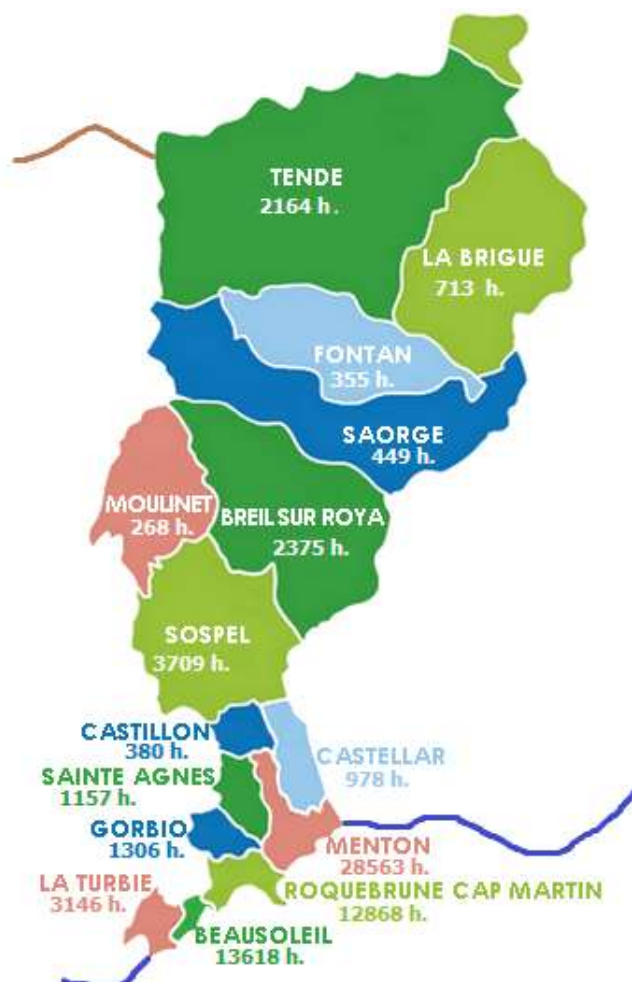 TENDE
2164 h.
LA BRIGUE
713 h.
FONTAN
355 h.
SAORGE
449 h.
MOULINET
268 h.
BREIL SUR ROYA
2375 h.
SOSPEL
3709 h.
CASTILLON
380 h.
CASTELLAR
978 h.
SAINTE AGNES
1157 h.
GORBIO
1306 h.
MENTON
28563 h.
LA TURBIE
3146 h.
ROQUEBRUNE CAP MARTIN
12868 h.
BEAUSOLEIL
13618 h.